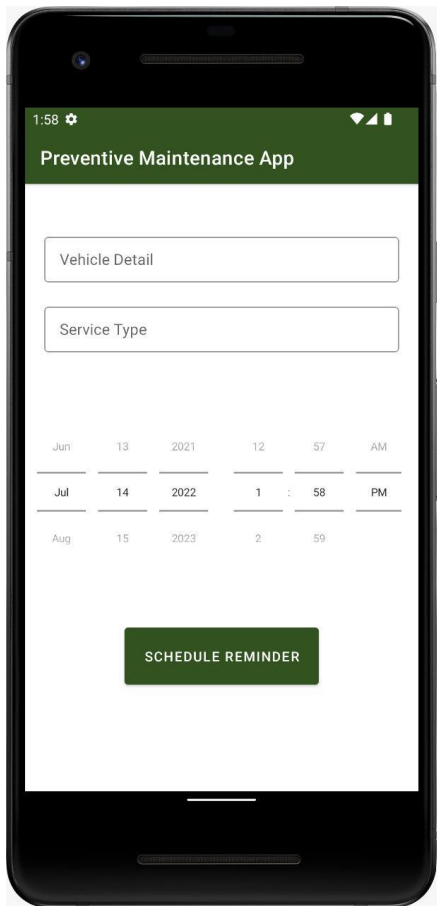 1:58
Preventive Maintenance App
Vehicle Detail
Service Type
Jun 13 2021 12 57 AM
Jul 14 2022 1 : 58 PM
Aug 15 2023 2 59
SCHEDULE REMINDER